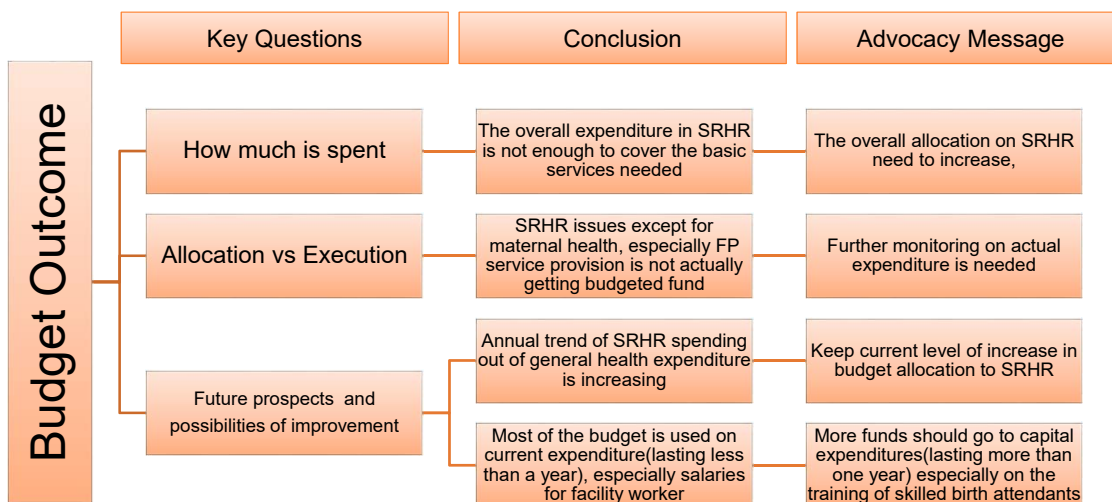 Key Questions
Conclusion
Advocacy Message
Budget Outcome
How much is spent
The overall expenditure in SRHR
is not enough to cover the basic
services needed
The overall allocation on SRHR
need to increase,
Allocation vs Execution
SRHR issues except for
maternal health, especially FP
service provision is not actually
getting budgeted fund
Further monitoring on actual
expenditure is needed
Future prospects and
possibilities of improvement
Annual trend of SRHR spending
out of general health expenditure
is increasing
Keep current level of increase in
budget allocation to SRHR
Most of the budget is used on
current expenditure(lasting less
than a year), especially salaries
for facility worker
More funds should go to capital
expenditures(lasting more than
one year) especially on the
training of skilled birth attendants